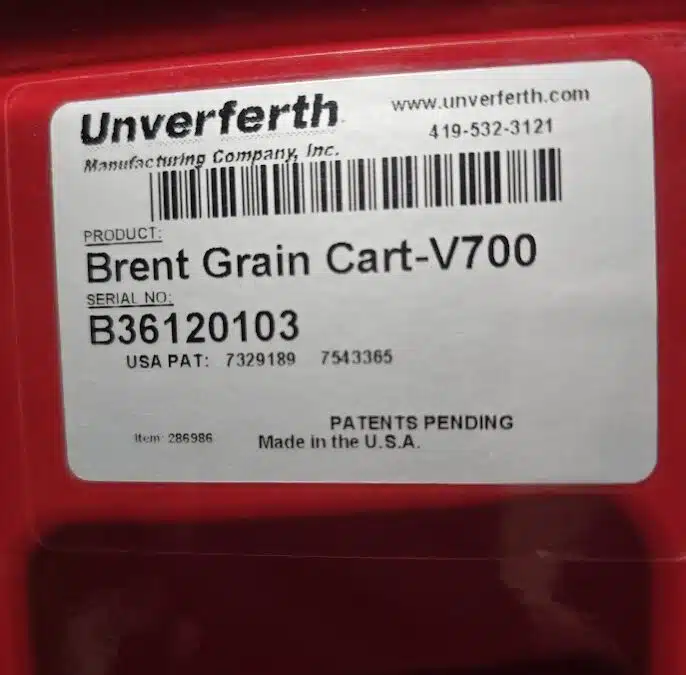 Unverferth
Manufacturing Company, Inc.
www.unverferth.com
419-532-3121
PRODUCT:
Brent Grain Cart-V700
SERIAL NO:
B36120103
USA PAT: 7329189 7543365
PATENTS PENDING
Item: 286986 Made in the U.S.A.